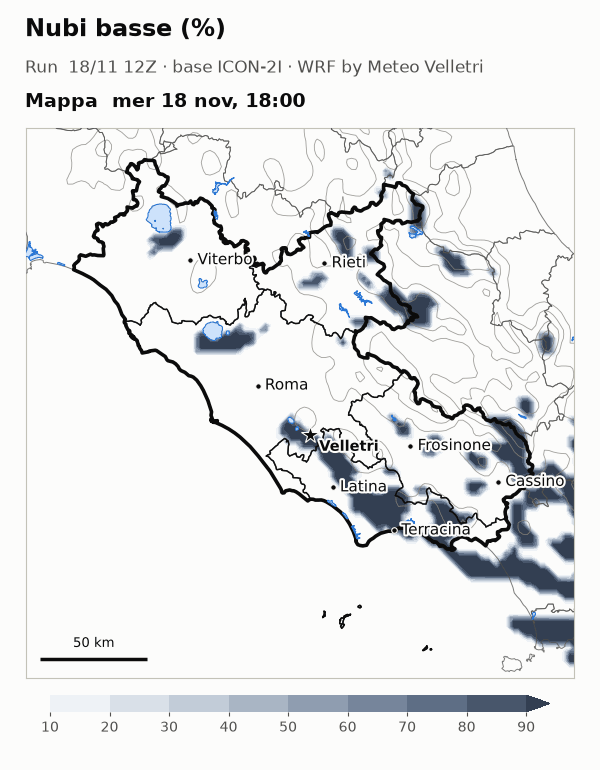 Nubi basse (%)
Run  18/11 12Z · base ICON-2I · WRF by Meteo Velletri
Mappa  mer 18 nov, 18:00
Viterbo
Rieti
Roma
Velletri
Frosinone
Latina
Cassino
Terracina
50 km
10 20 30 40 50 60 70 80 90